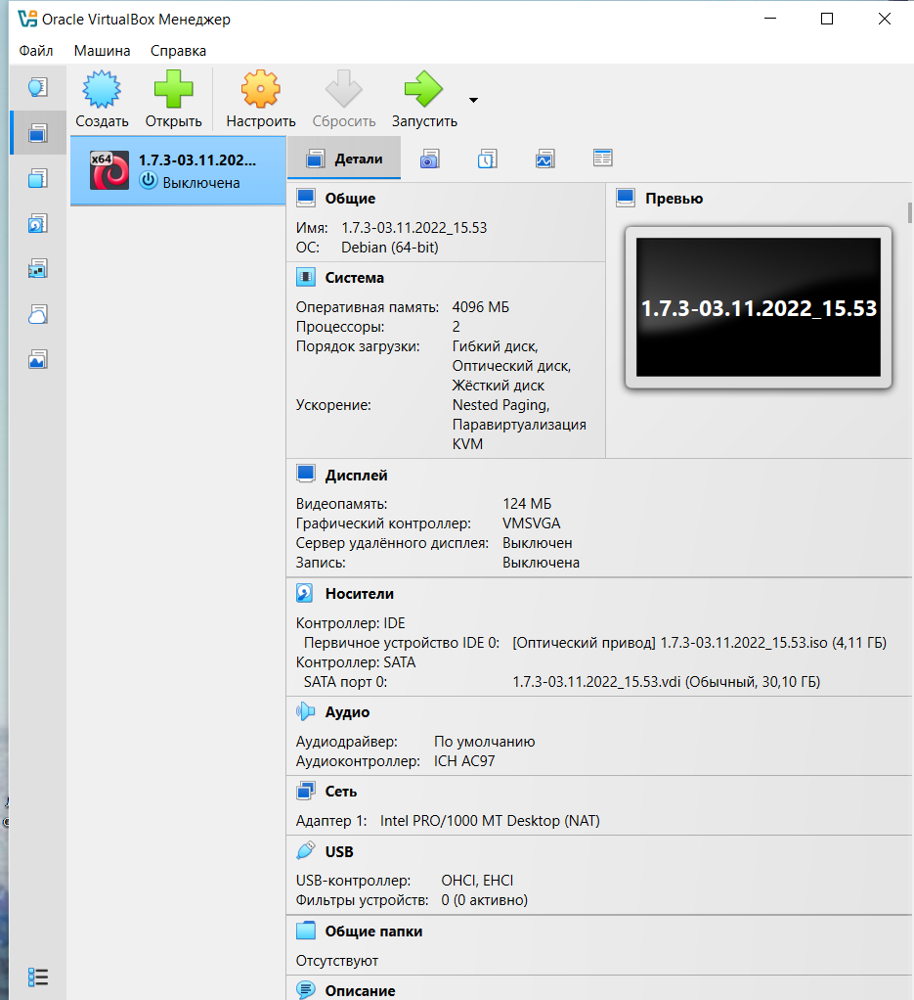 Oracle VirtualBox Менеджер
Файл Машина Справка
Создать Открыть Настроить Сбросить Запустить
x64
1.7.3-03.11.202...
Выключена
Детали
Общие
Имя: 1.7.3-03.11.2022_15.53
ОС: Debian (64-bit)
Превью
1.7.3-03.11.2022_15.53
Система
Оперативная память: 4096 МБ
Процессоры: 2
Порядок загрузки: Гибкий диск,
Оптический диск,
Жёсткий диск
Ускорение: Nested Paging,
Паравиртуализация
KVM
Дисплей
Видеопамять: 124 МБ
Графический контроллер: VMSVGA
Сервер удалённого дисплея: Выключен
Запись: Выключена
Носители
Контроллер: IDE
Первичное устройство IDE 0: [Оптический привод] 1.7.3-03.11.2022_15.53.iso (4,11 ГБ)
Контроллер: SATA
SATA порт 0: 1.7.3-03.11.2022_15.53.vdi (Обычный, 30,10 ГБ)
Аудио
Аудиодрайвер: По умолчанию
Аудиоконтроллер: ICH AC97
Сеть
Адаптер 1: Intel PRO/1000 MT Desktop (NAT)
USB
USB-контроллер: OHCI, EHCI
Фильтры устройств: 0 (0 активно)
Общие папки
Отсутствуют
Описание